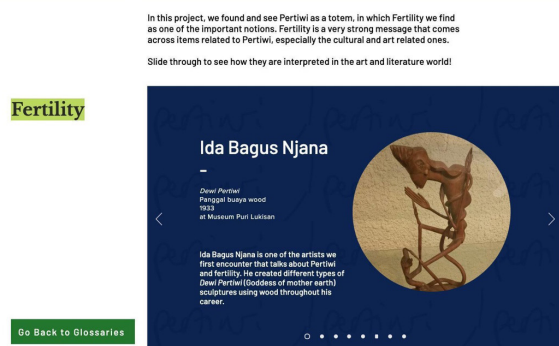 In this project, we found and see Pertiwi as a totem, in which Fertility we find
as one of the important notions. Fertility is a very strong message that comes
across items related to Pertiwi, especially the cultural and art related ones.
Slide through to see how they are interpreted in the art and literature world!
Fertility
Ida Bagus Njana
–
Dewi Pertiwi
Panggal buaya wood
1933
at Museum Puri Lukisan
Ida Bagus Njana is one of the artists we
first encounter that talks about Pertiwi
and fertility. He created different types of
Dewi Pertiwi (Goddess of mother earth)
sculptures using wood throughout his
career.
Go Back to Glossaries